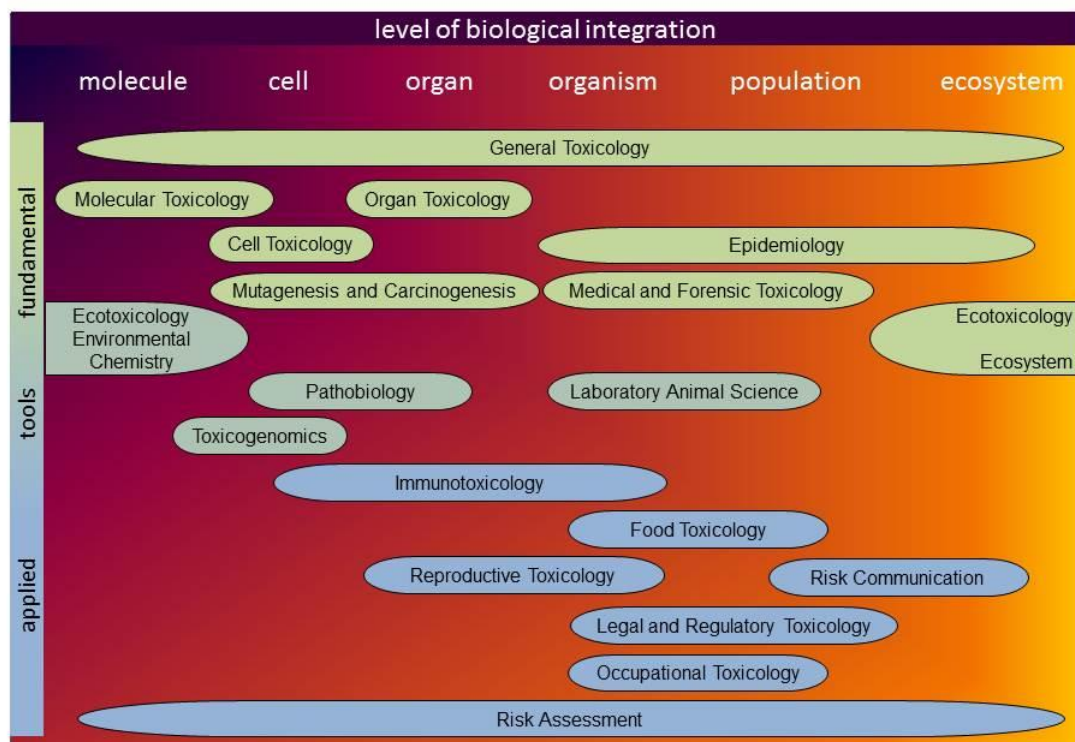 level of biological integration
molecule cell organ organism population ecosystem
fundamental
tools
applied
General Toxicology
Molecular Toxicology
Organ Toxicology
Cell Toxicology
Epidemiology
Mutagenesis and Carcinogenesis
Medical and Forensic Toxicology
Ecotoxicology
Environmental
Chemistry
Ecotoxicology
Ecosystem
Pathobiology
Laboratory Animal Science
Toxicogenomics
Immunotoxicology
Food Toxicology
Reproductive Toxicology
Risk Communication
Legal and Regulatory Toxicology
Occupational Toxicology
Risk Assessment